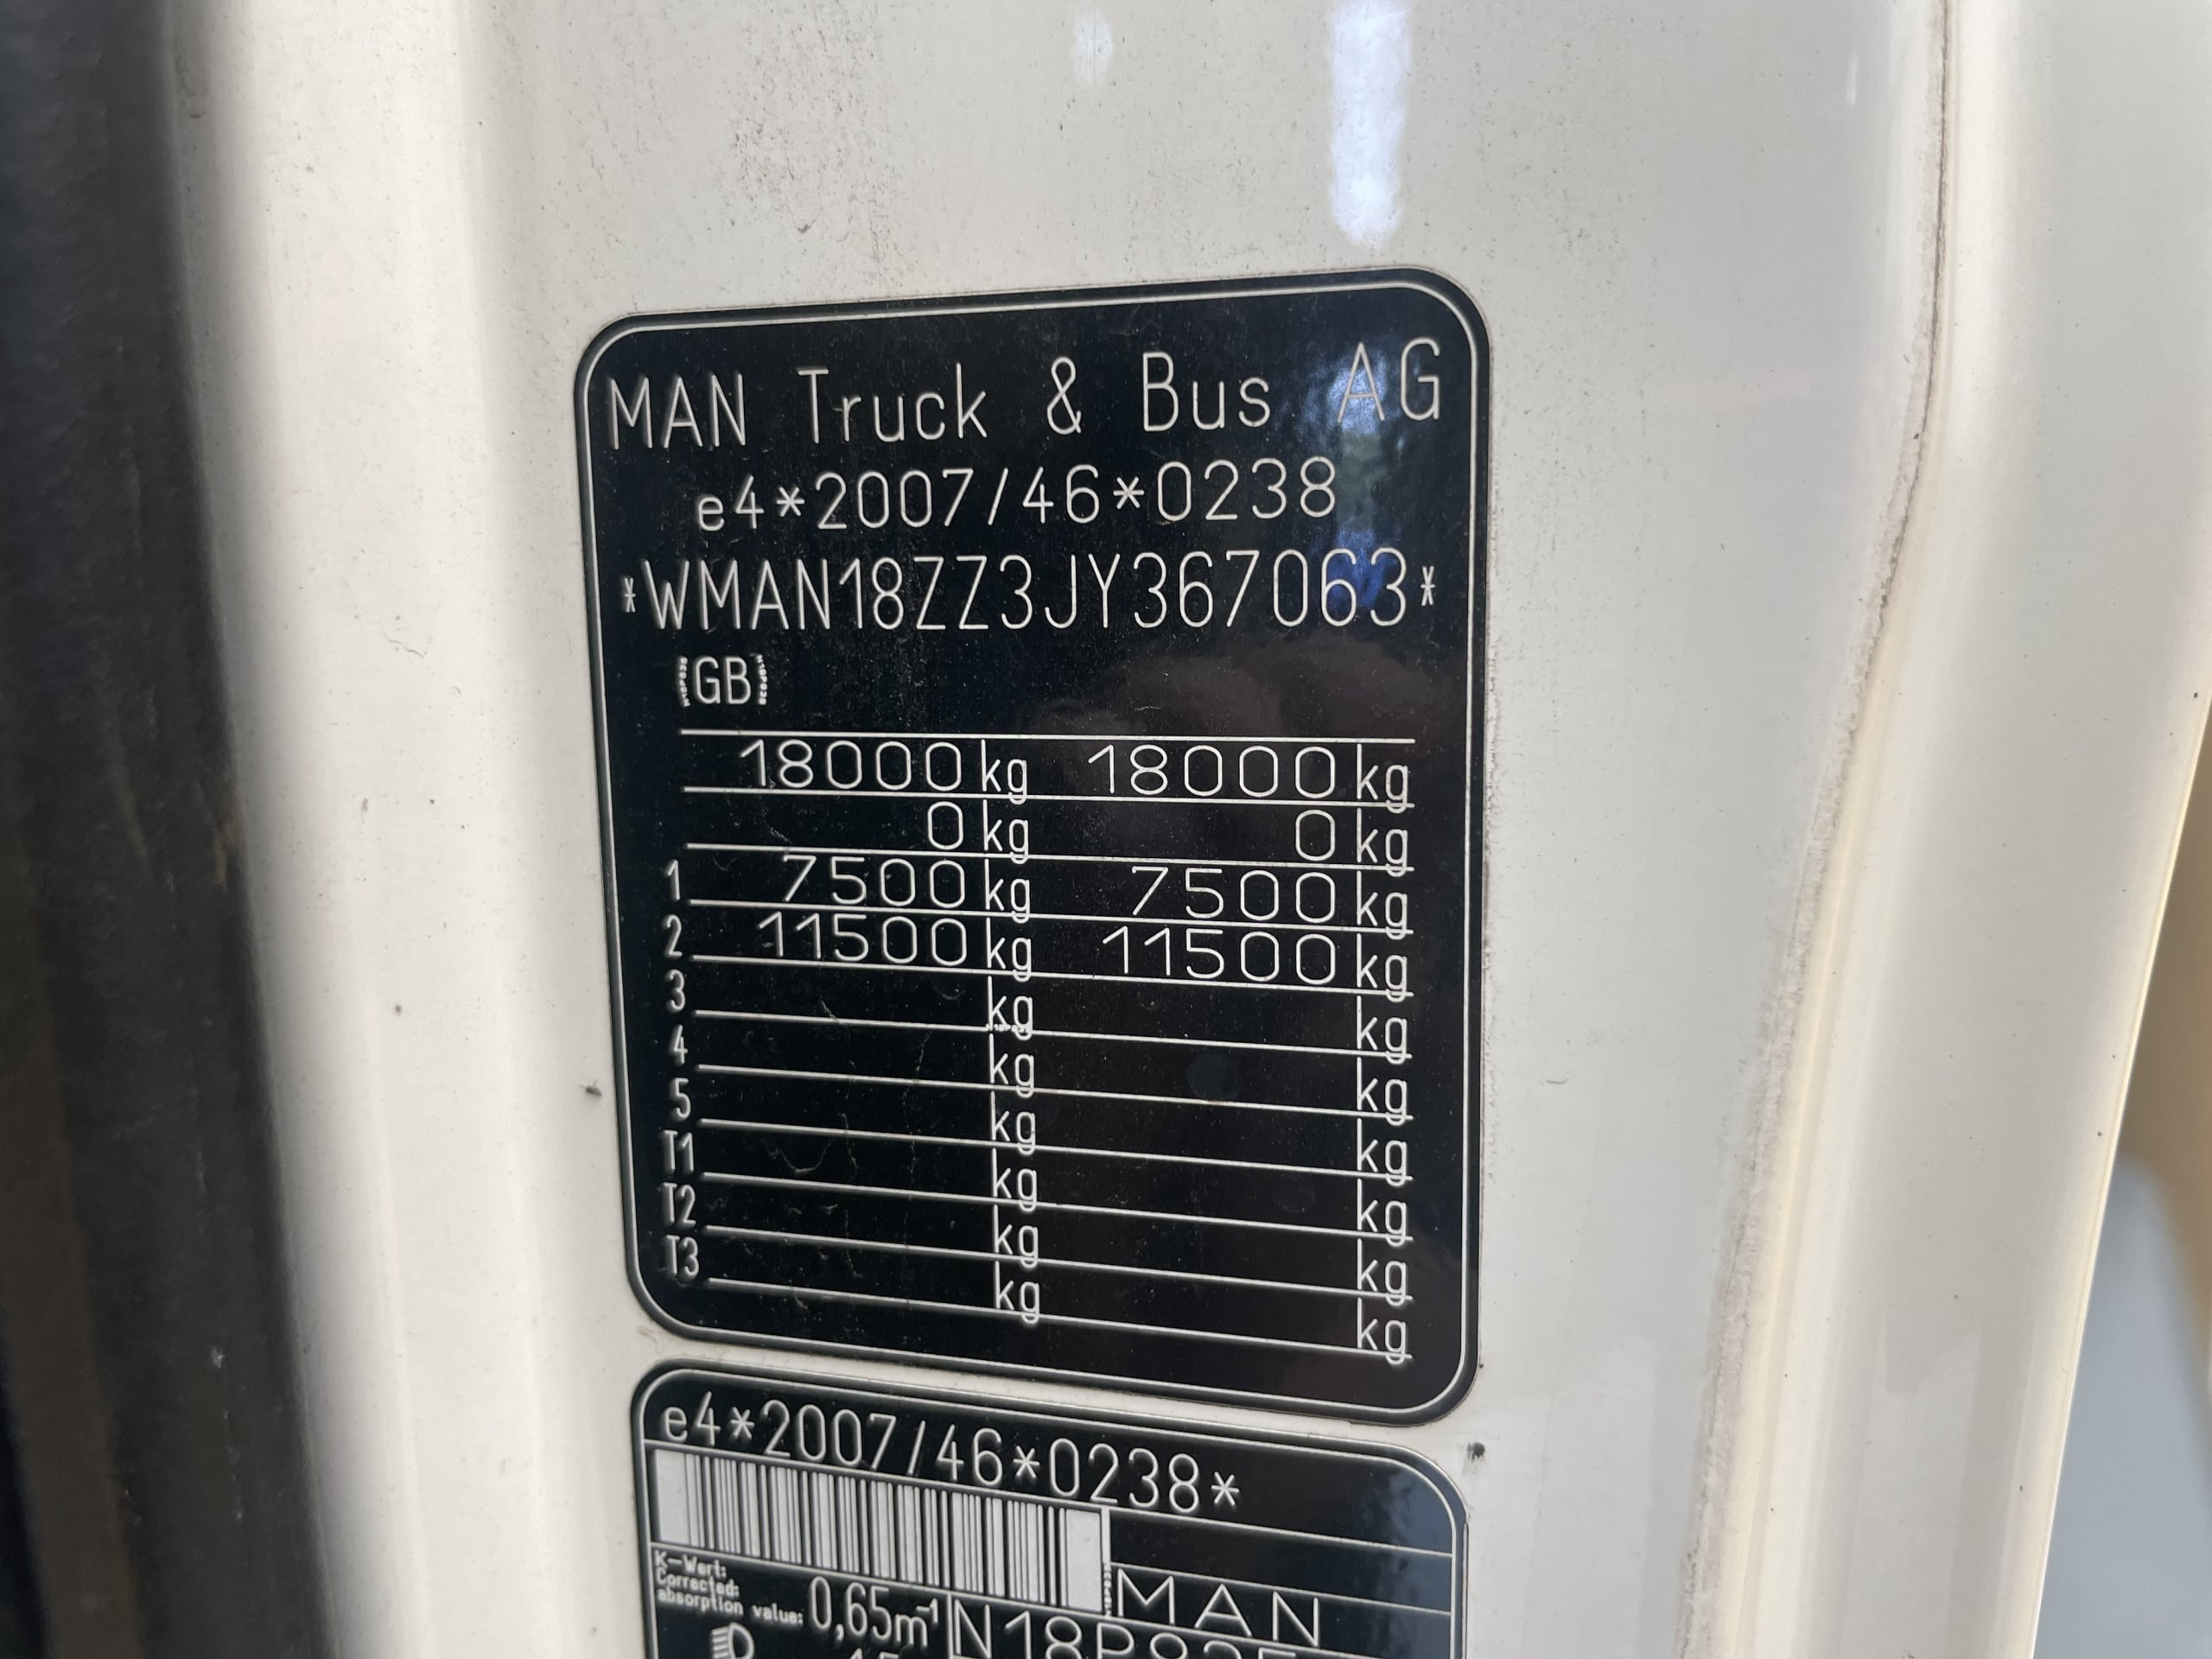 MAN Truck & Bus AG
e4*2007/46*0238
*WMAN18ZZ3JY367063*
GB
18000 kg 18000 kg
0 kg 0 kg
1 7500 kg 7500 kg
2 11500 kg 11500 kg
3 kg kg
4 kg kg
5 kg kg
T1 kg kg
T2 kg kg
T3 kg kg
e4*2007/46*0238*
MAN
K-Wert:
Corrected:
absorption value: 0,65m-1